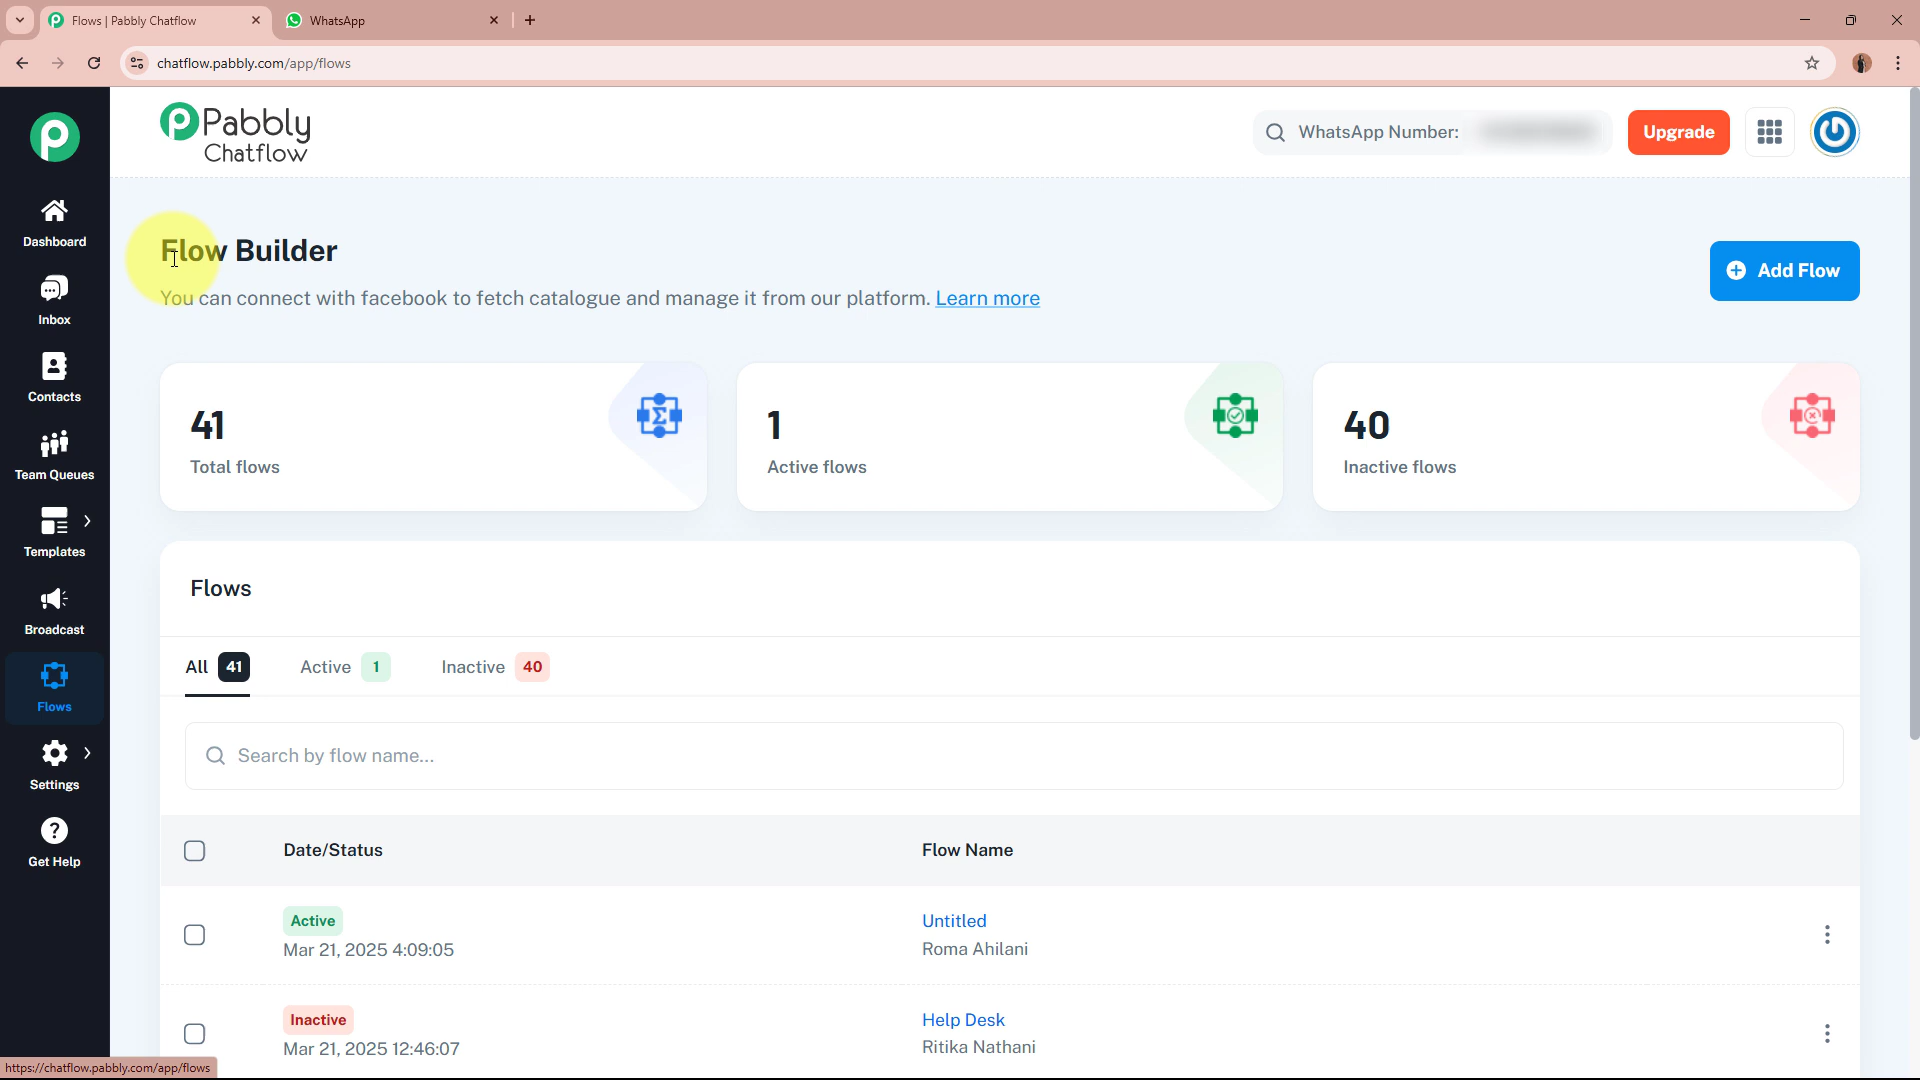 Flows | Pabbly Chatflow
WhatsApp
chatflow.pabbly.com/app/flows
Pabbly
Chatflow
WhatsApp Number:
Upgrade
Dashboard
Inbox
Contacts
Team Queues
Templates
Broadcast
Flows
Settings
Get Help
Flow Builder
You can connect with facebook to fetch catalogue and manage it from our platform. Learn more
Add Flow
41
Total flows
1
Active flows
40
Inactive flows
Flows
All 41 Active 1 Inactive 40
Search by flow name...
Date/Status Flow Name
Active Untitled
Mar 21, 2025 4:09:05 Roma Ahilani
Inactive Help Desk
Mar 21, 2025 12:46:07 Ritika Nathani
https://chatflow.pabbly.com/app/flows